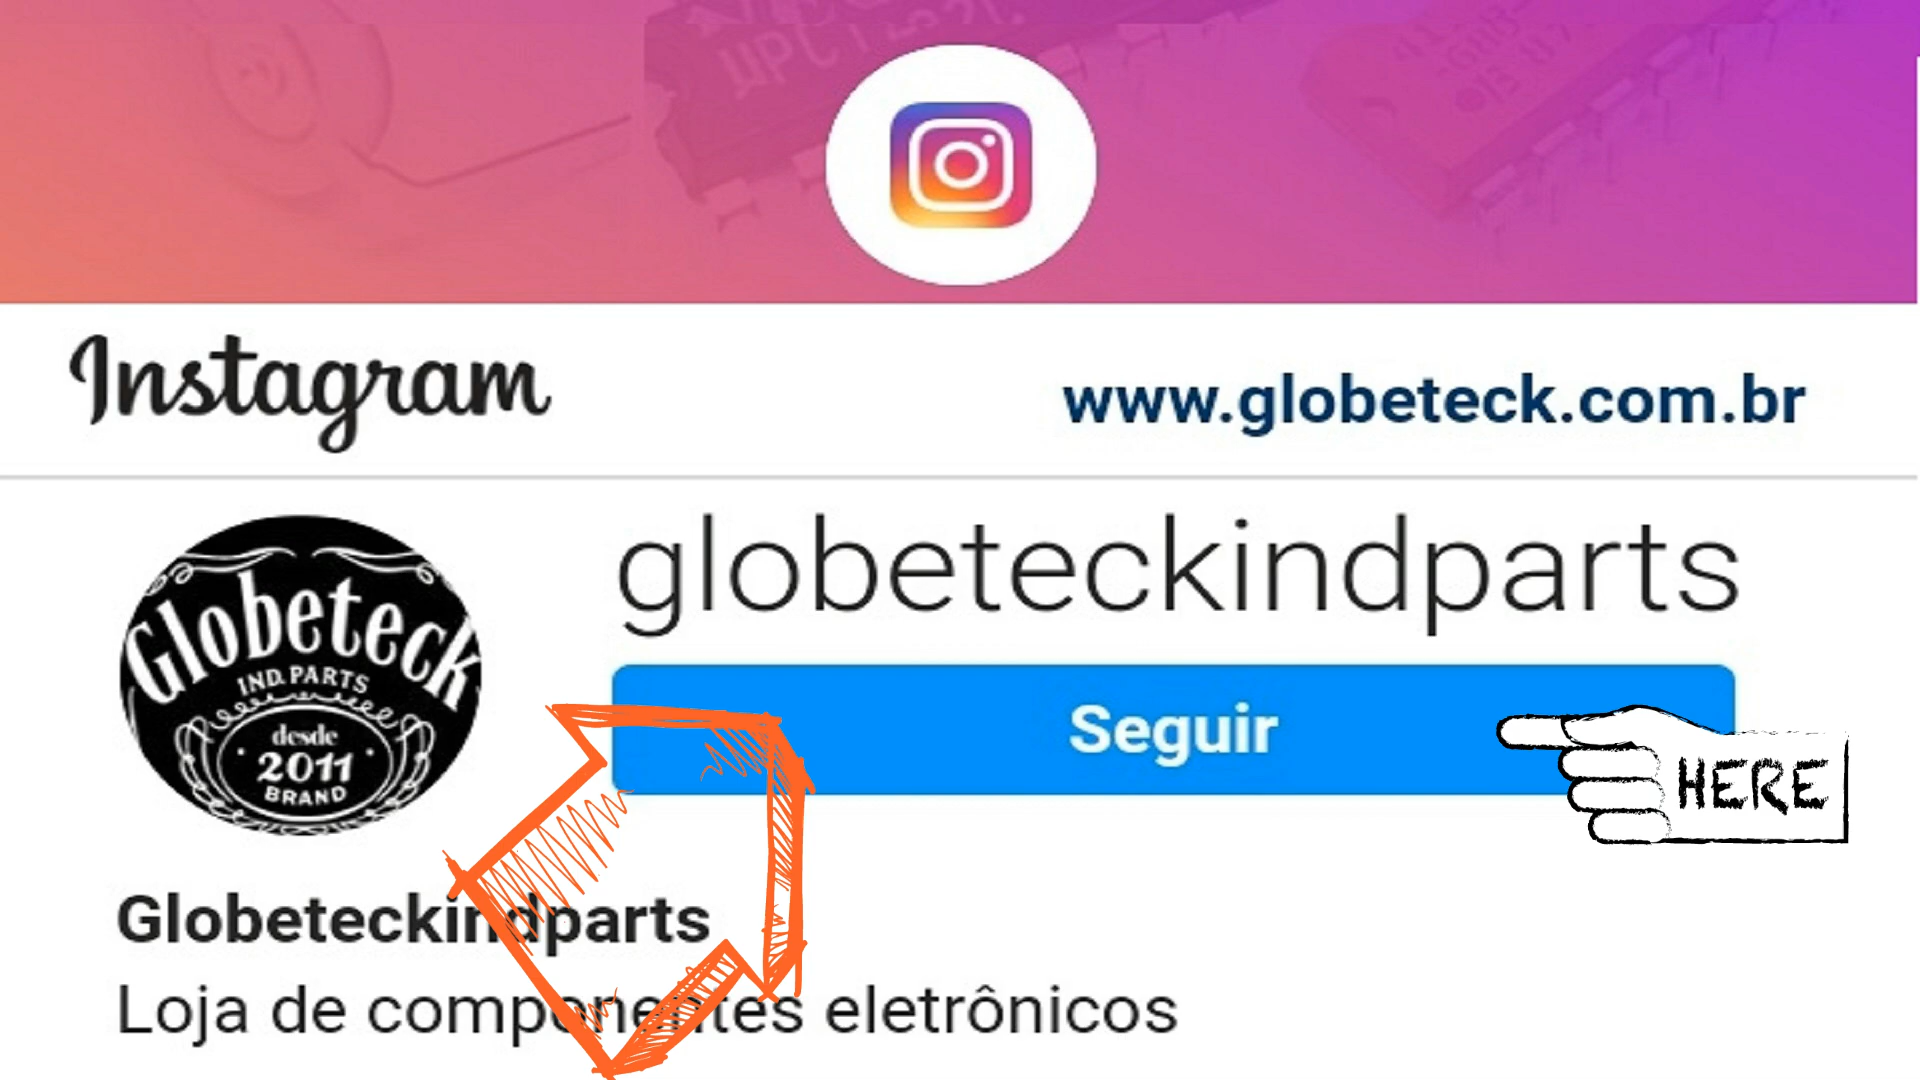 Instagram
www.globeteck.com.br
globeteckindparts
Globeteck
IND. PARTS
desde
2011
BRAND
Seguir
HERE
Globeteckindparts
Loja de componentes eletrônicos